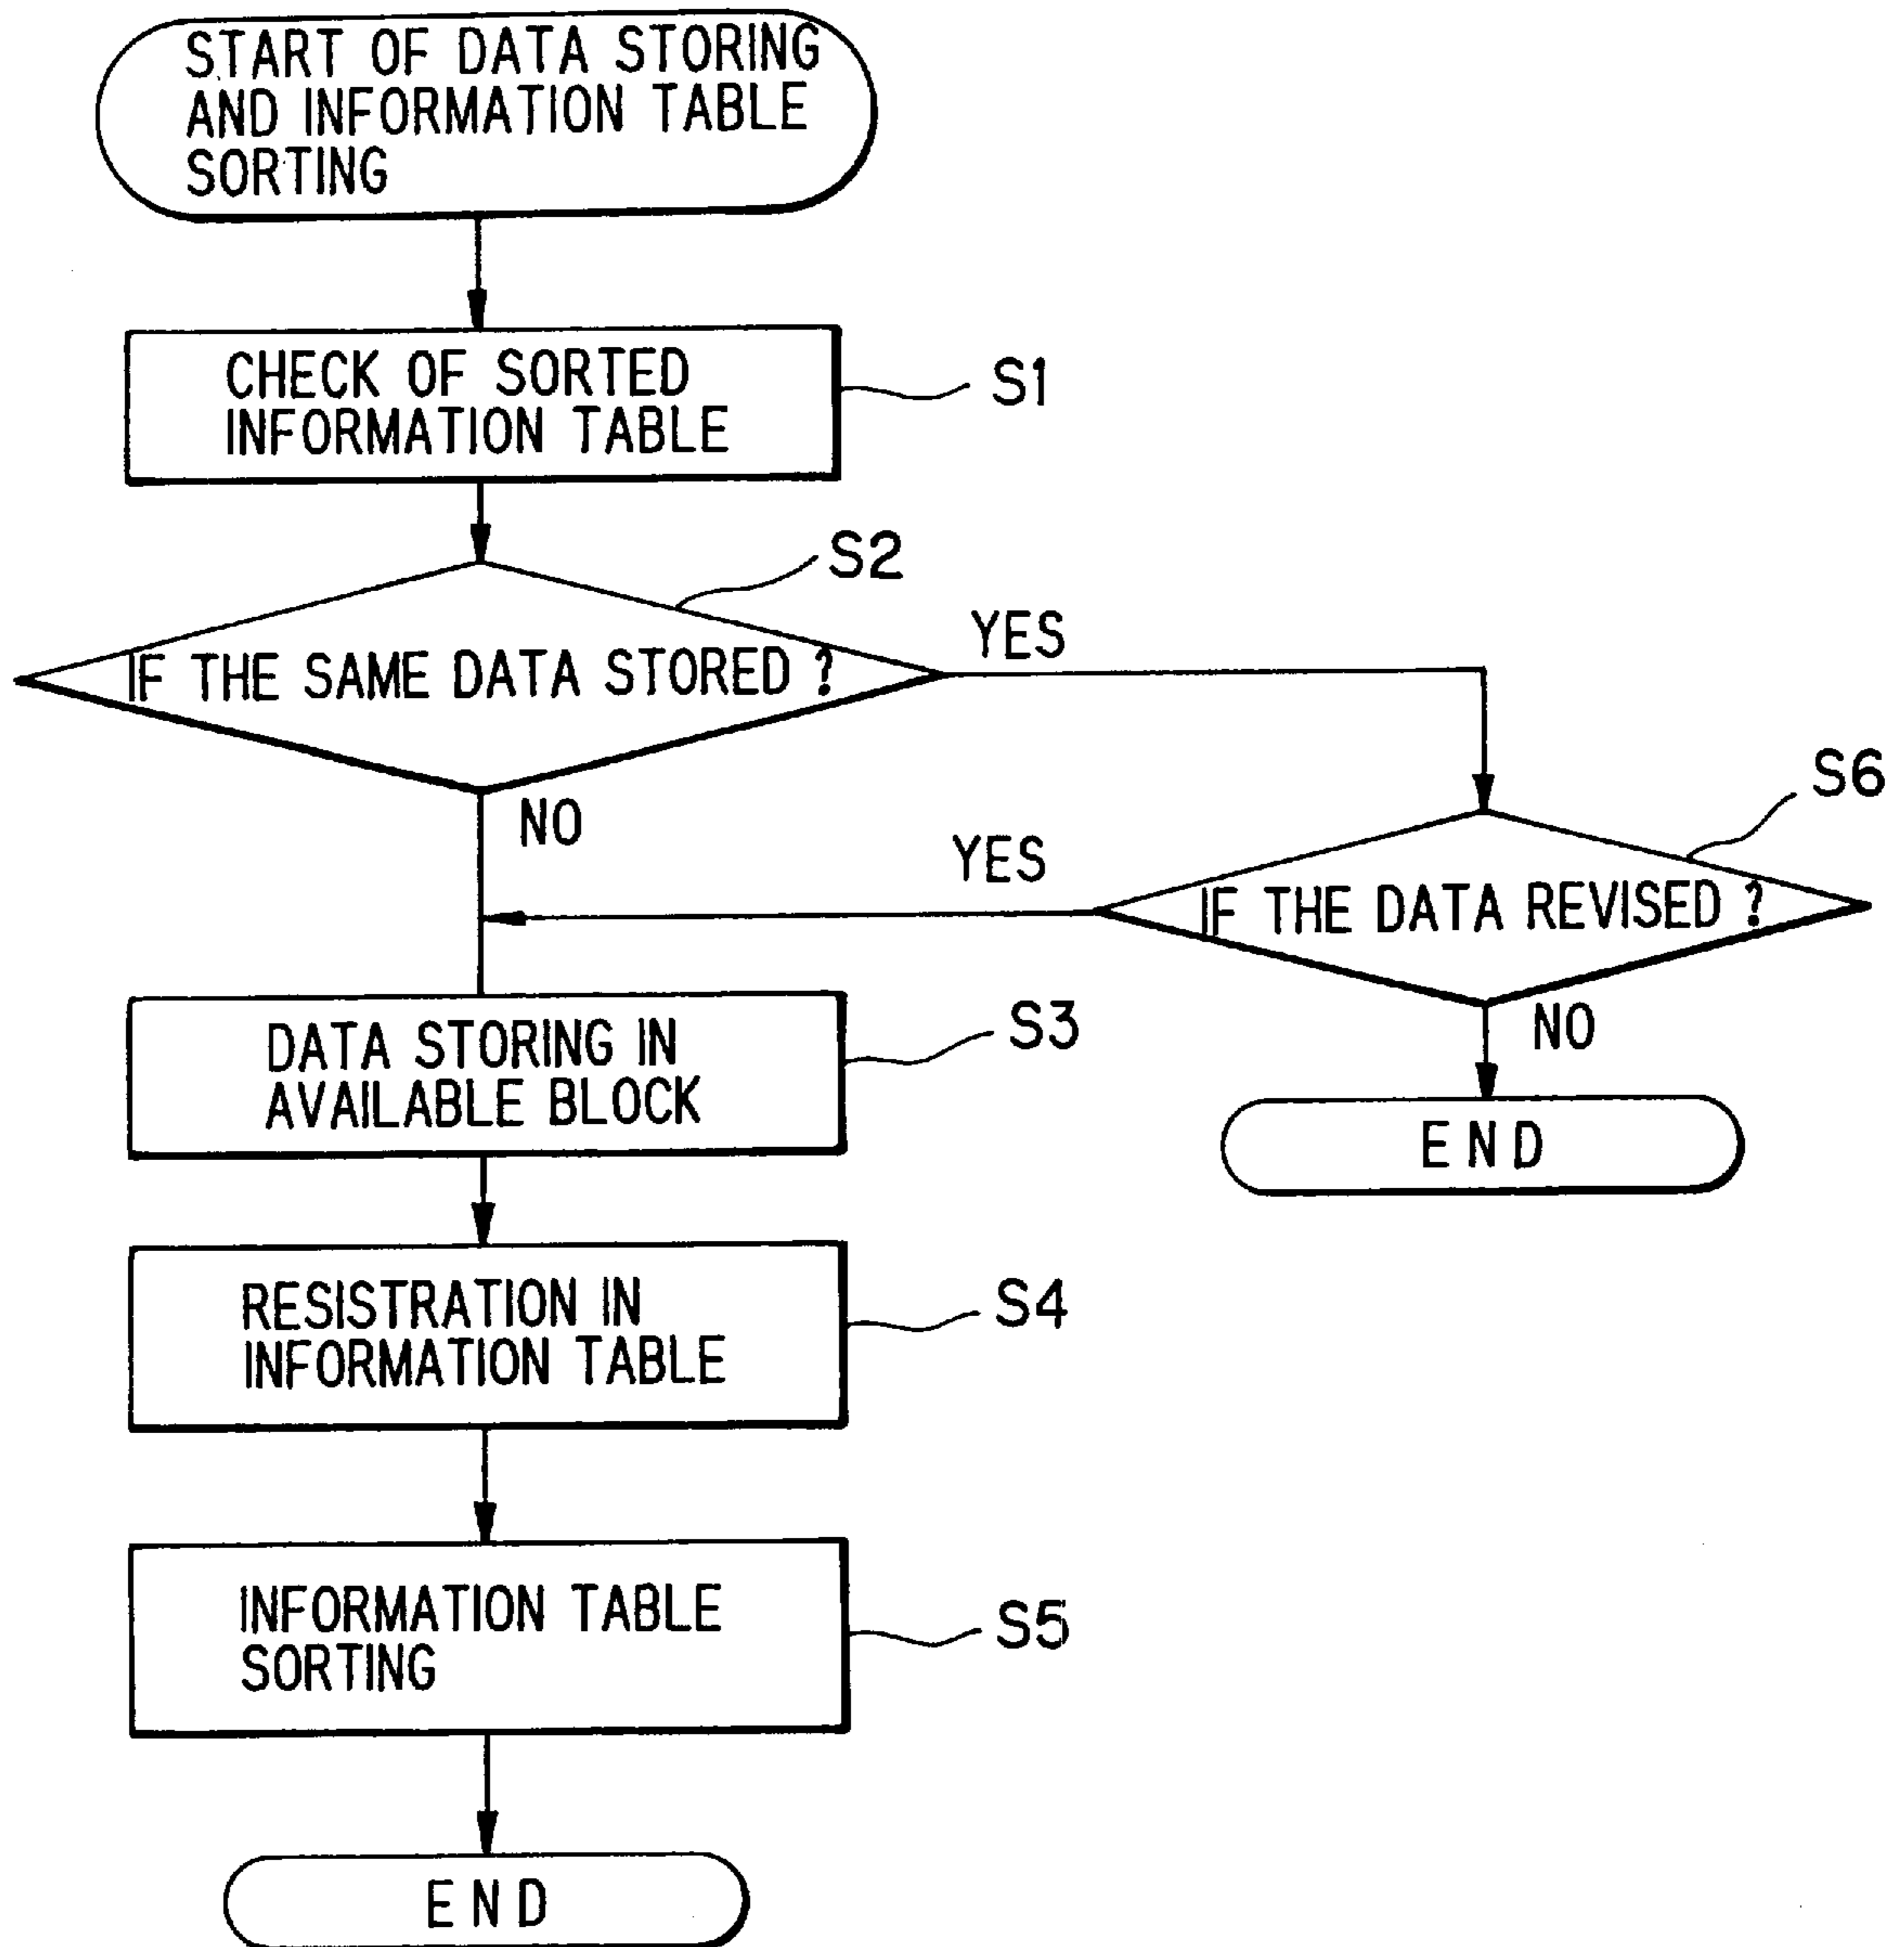 START OF DATA STORING
AND INFORMATION TABLE
SORTING
CHECK OF SORTED
INFORMATION TABLE
S1
S2
IF THE SAME DATA STORED ?
YES
NO
S6
IF THE DATA REVISED ?
YES
NO
END
DATA STORING IN
AVAILABLE BLOCK
S3
RESISTRATION IN
INFORMATION TABLE
S4
INFORMATION TABLE
SORTING
S5
END